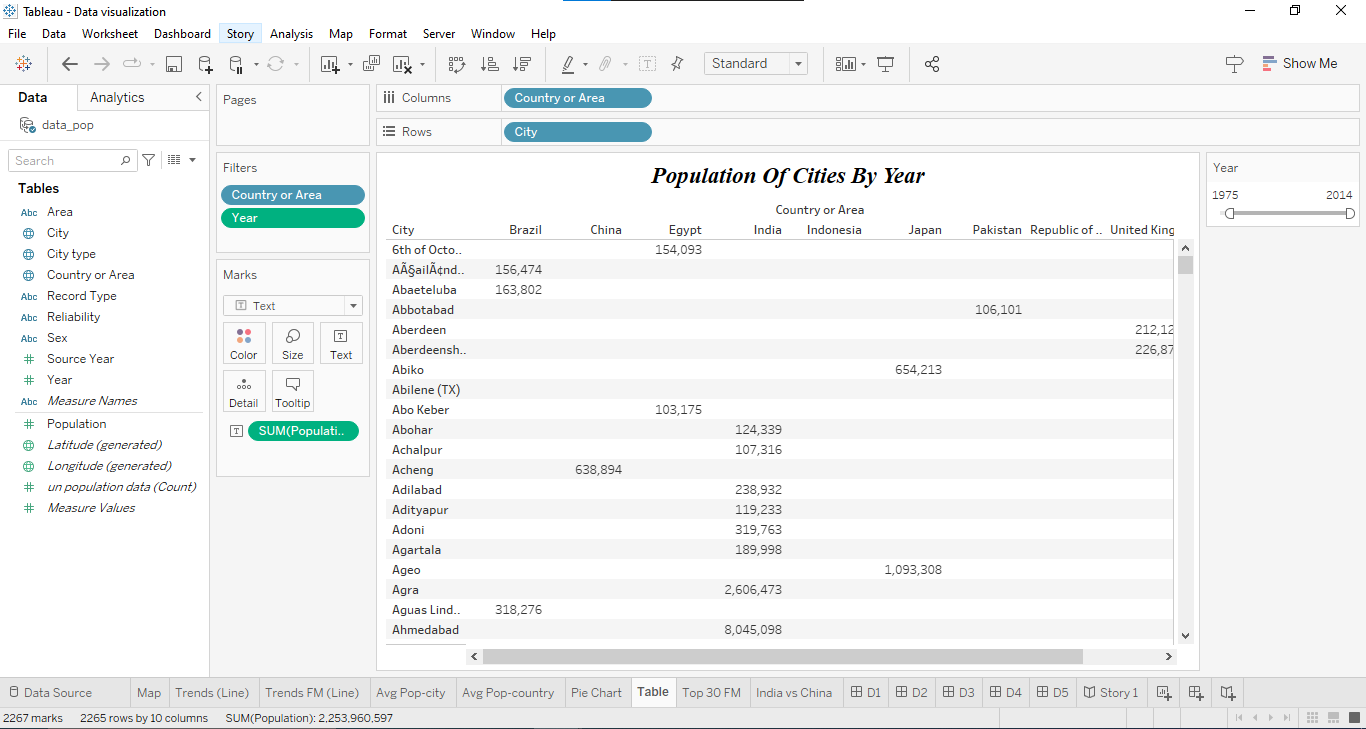 Tableau - Data visualization
File Data Worksheet Dashboard Story Analysis Map Format Server Window Help
Standard
Show Me
Data Analytics
data_pop
Search
Tables
Abc Area
City
City type
Country or Area
Abc Record Type
Abc Reliability
Abc Sex
# Source Year
# Year
Abc Measure Names
# Population
Latitude (generated)
Longitude (generated)
# un population data (Count)
# Measure Values
Pages
Filters
Country or Area
Year
Marks
T Text
Color Size Text
Detail Tooltip
SUM(Populati..
Columns Country or Area
Rows City
Population Of Cities By Year
Country or Area
City Brazil China Egypt India Indonesia Japan Pakistan Republic of .. United King
6th of Octo.. 154,093
AÃ§ailÃ¢nd.. 156,474
Abaeteluba 163,802
Abbotabad 106,101
Aberdeen 212,12
Aberdeensh.. 226,87
Abiko 654,213
Abilene (TX)
Abo Keber 103,175
Abohar 124,339
Achalpur 107,316
Acheng 638,894
Adilabad 238,932
Adityapur 119,233
Adoni 319,763
Agartala 189,998
Ageo 1,093,308
Agra 2,606,473
Aguas Lind.. 318,276
Ahmedabad 8,045,098
Year
1975 2014
Data Source Map Trends (Line) Trends FM (Line) Avg Pop-city Avg Pop-country Pie Chart Table Top 30 FM India vs China D1 D2 D3 D4 D5 Story 1
2267 marks 2265 rows by 10 columns SUM(Population): 2,253,960,597